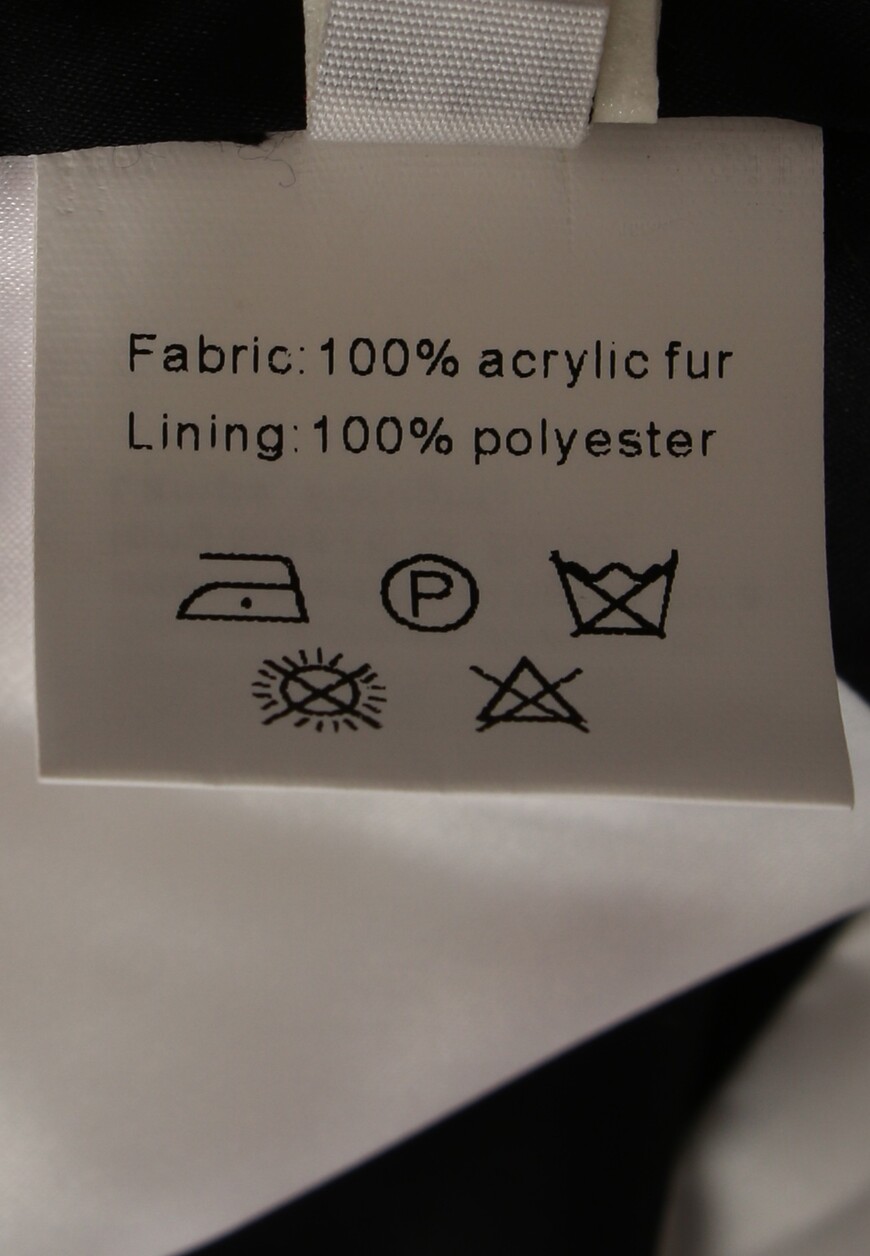 Fabric: 100% acrylic fur
Lining: 100% polyester
P